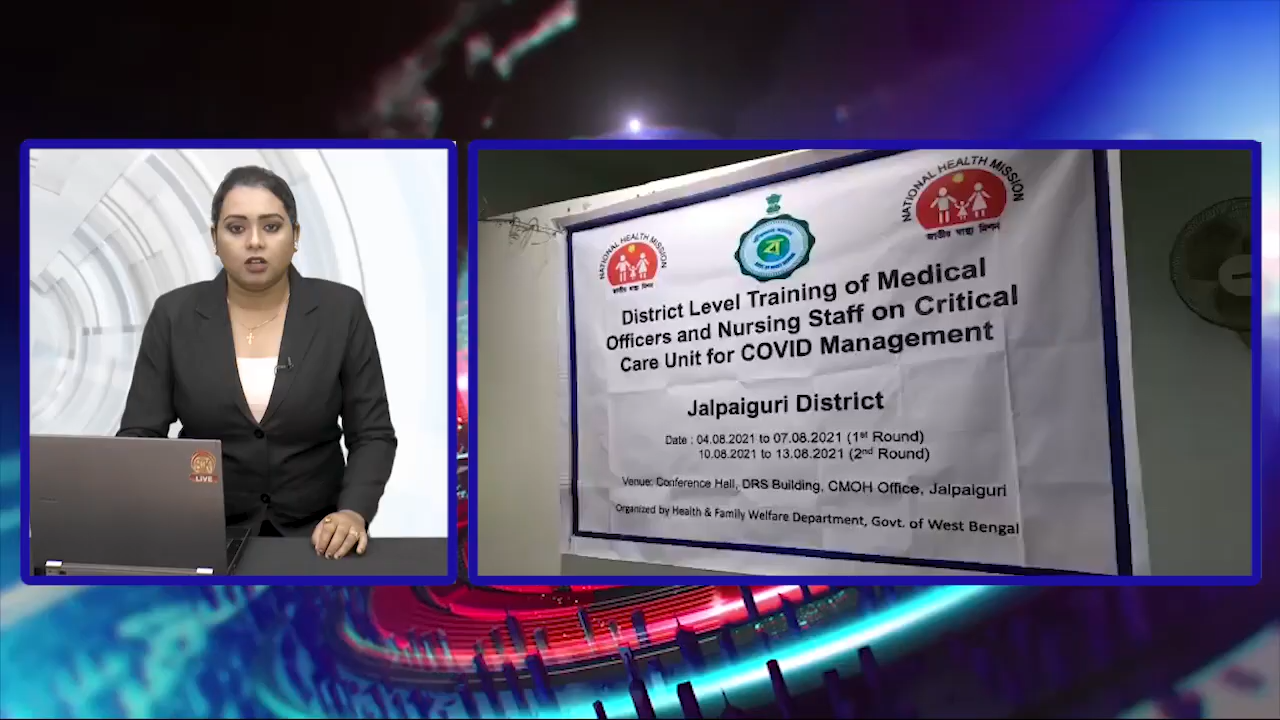 NATIONAL HEALTH MISSION
জাতীয় স্বাস্থ্য মিশন
NATIONAL HEALTH MISSION
জাতীয় স্বাস্থ্য মিশন
District Level Training of Medical
Officers and Nursing Staff on Critical
Care Unit for COVID Management
Jalpaiguri District
Date : 04.08.2021 to 07.08.2021 (1st Round)
10.08.2021 to 13.08.2021 (2nd Round)
Venue: Conference Hall, DRS Building, CMOH Office, Jalpaiguri
Organized by Health & Family Welfare Department, Govt. of West Bengal
LIVE